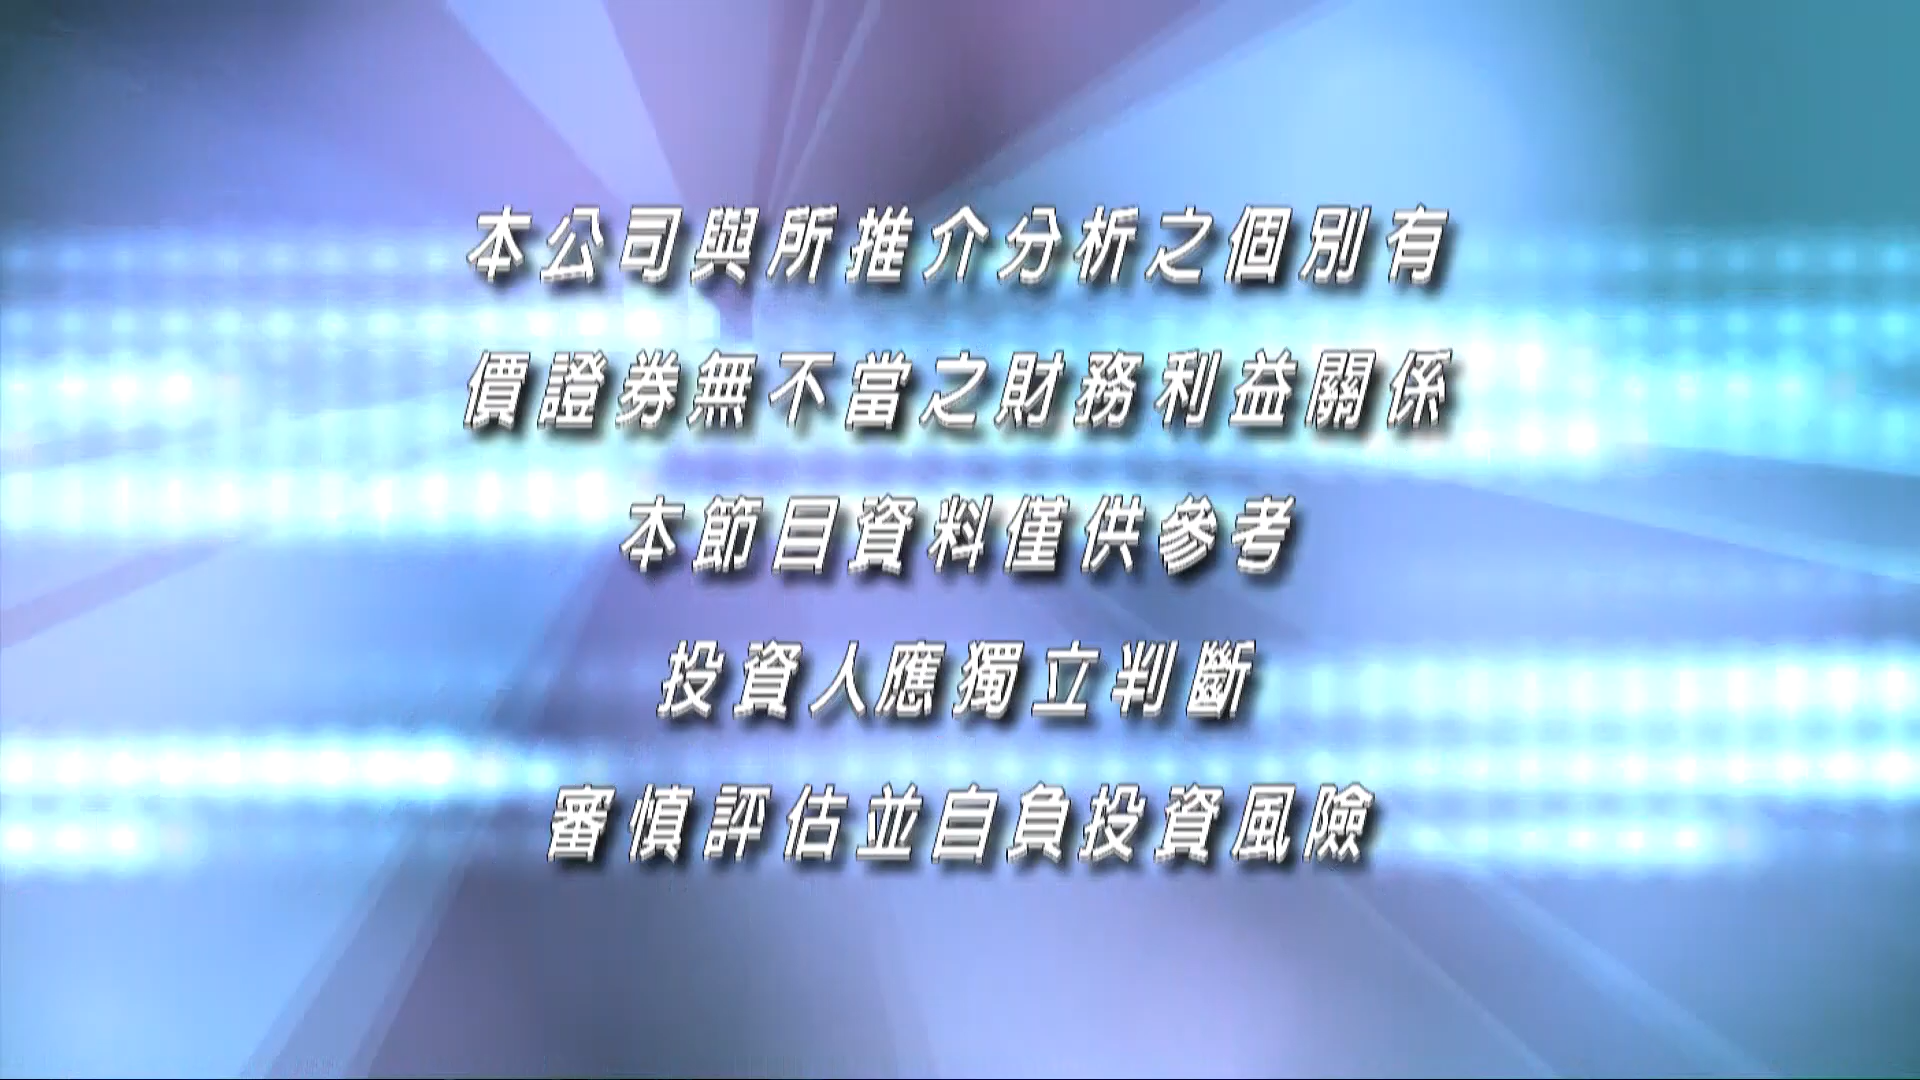 本公司與所推介分析之個別有
價證券無不當之財務利益關係
本節目資料僅供參考
投資人應獨立判斷
審慎評估並自負投資風險